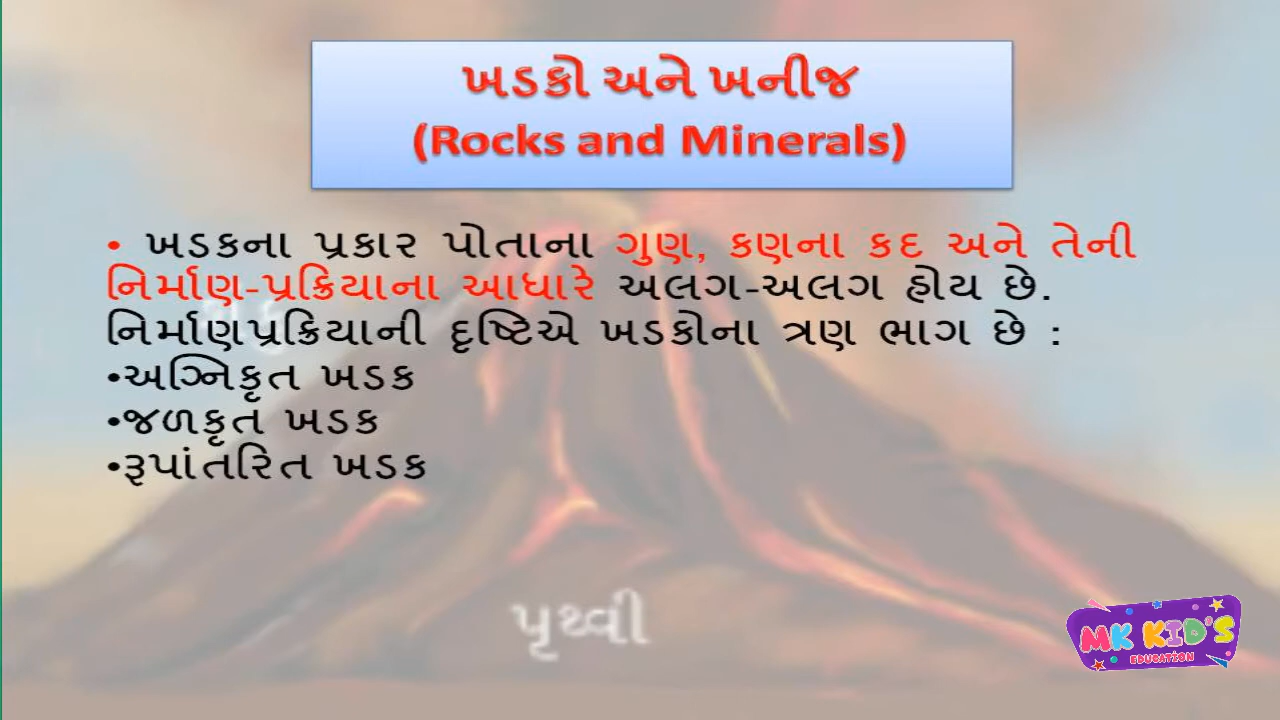 ખડકો અને ખનીજ
(Rocks and Minerals)
• ખડકના પ્રકાર પોતાના ગુણ, કણના કદ અને તેની
નિર્માણ-પ્રક્રિયાના આધારે અલગ-અલગ હોય છે.
નિર્માણપ્રક્રિયાની દૃષ્ટિએ ખડકોના ત્રણ ભાગ છે :
•અગ્નિકૃત ખડક
•જળકૃત ખડક
•રૂપાંતરિત ખડક
પૃથ્વી
MK KID'S
EDUCATION